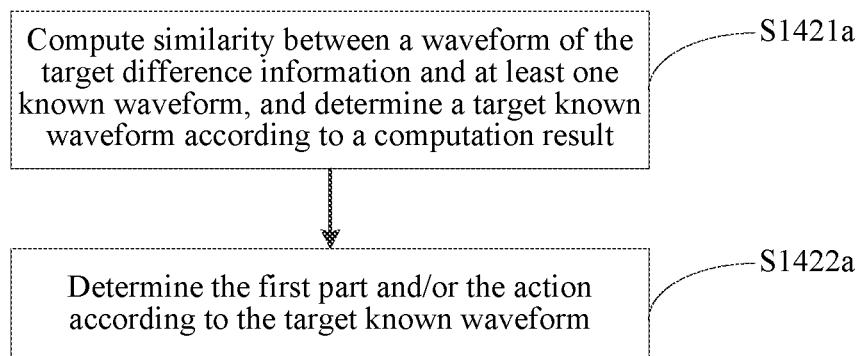 Compute similarity between a waveform of the
target difference information and at least one
known waveform, and determine a target known
waveform according to a computation result
S1421a
Determine the first part and/or the action
according to the target known waveform
S1422a